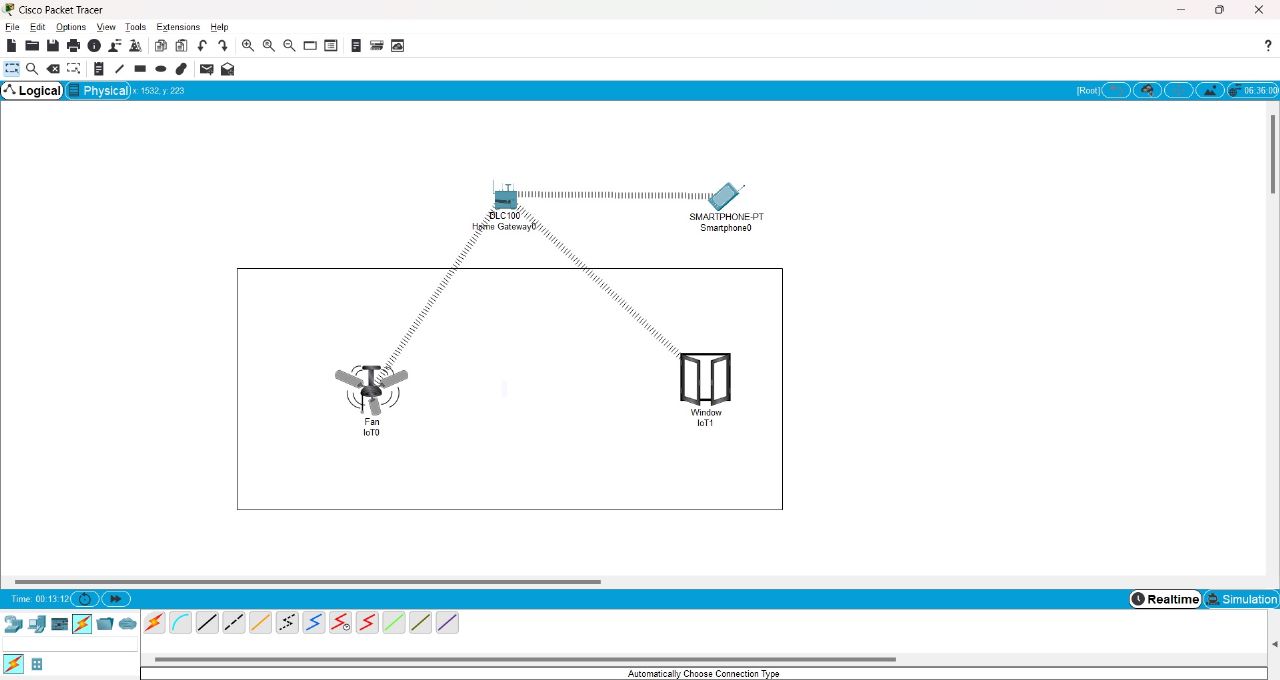 Cisco Packet Tracer
File Edit Options View Tools Extensions Help
?
Logical Physical x: 1532, y: 223 [Root] 06:36:00
DLC100
Home Gateway0
SMARTPHONE-PT
Smartphone0
Fan
IoT0
Window
IoT1
Time: 00:13:12 Realtime Simulation
Automatically Choose Connection Type